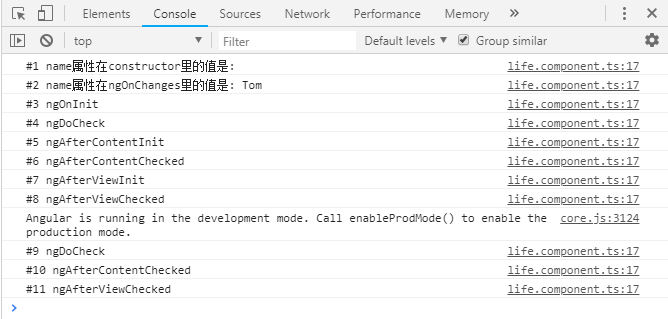 Elements Console Sources Network Performance Memory »
top Filter Default levels Group similar
#1 name属性在constructor里的值是: life.component.ts:17
#2 name属性在ngOnChanges里的值是: Tom life.component.ts:17
#3 ngOnInit life.component.ts:17
#4 ngDoCheck life.component.ts:17
#5 ngAfterContentInit life.component.ts:17
#6 ngAfterContentChecked life.component.ts:17
#7 ngAfterViewInit life.component.ts:17
#8 ngAfterViewChecked life.component.ts:17
Angular is running in the development mode. Call enableProdMode() to enable the core.js:3124
production mode.
#9 ngDoCheck life.component.ts:17
#10 ngAfterContentChecked life.component.ts:17
#11 ngAfterViewChecked life.component.ts:17